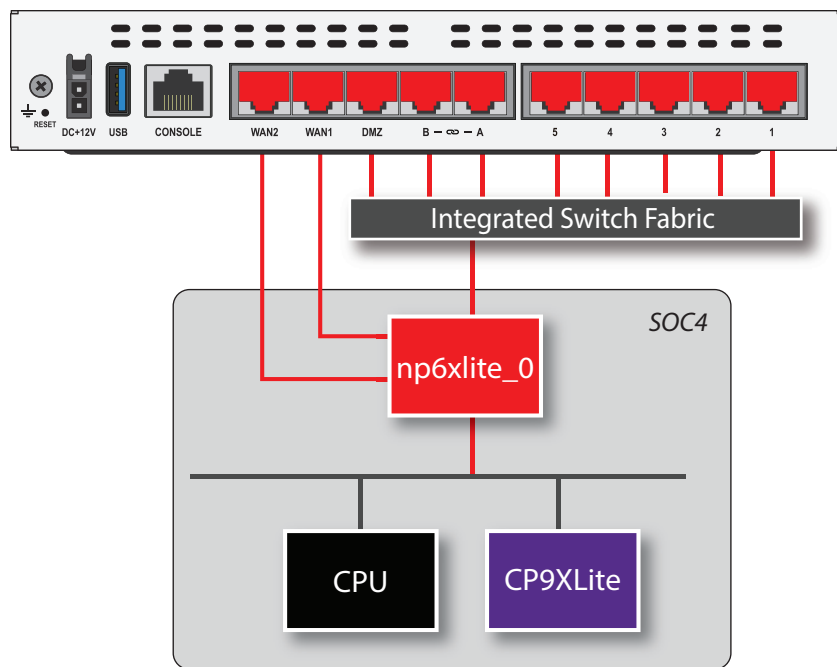 RESET
DC+12V USB CONSOLE WAN2 WAN1 DMZ B A 5 4 3 2 1
Integrated Switch Fabric
SOC4
np6xlite_0
CPU CP9XLite